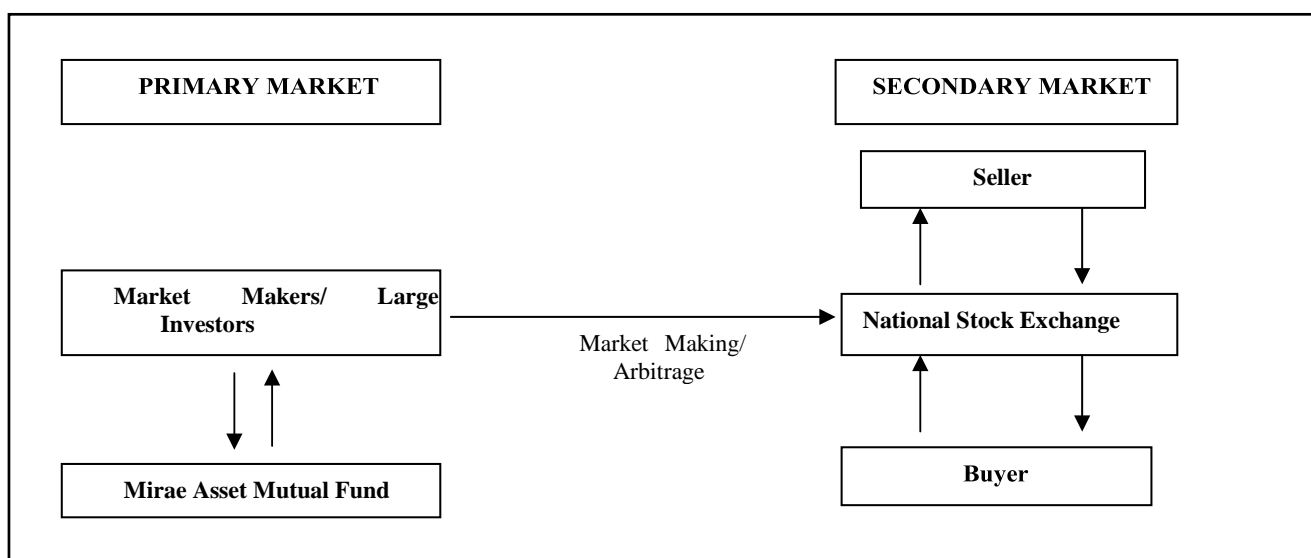 PRIMARY MARKET
SECONDARY MARKET
Seller
Market Makers/ Large
Investors
National Stock Exchange
Market Making/
Arbitrage
Mirae Asset Mutual Fund
Buyer